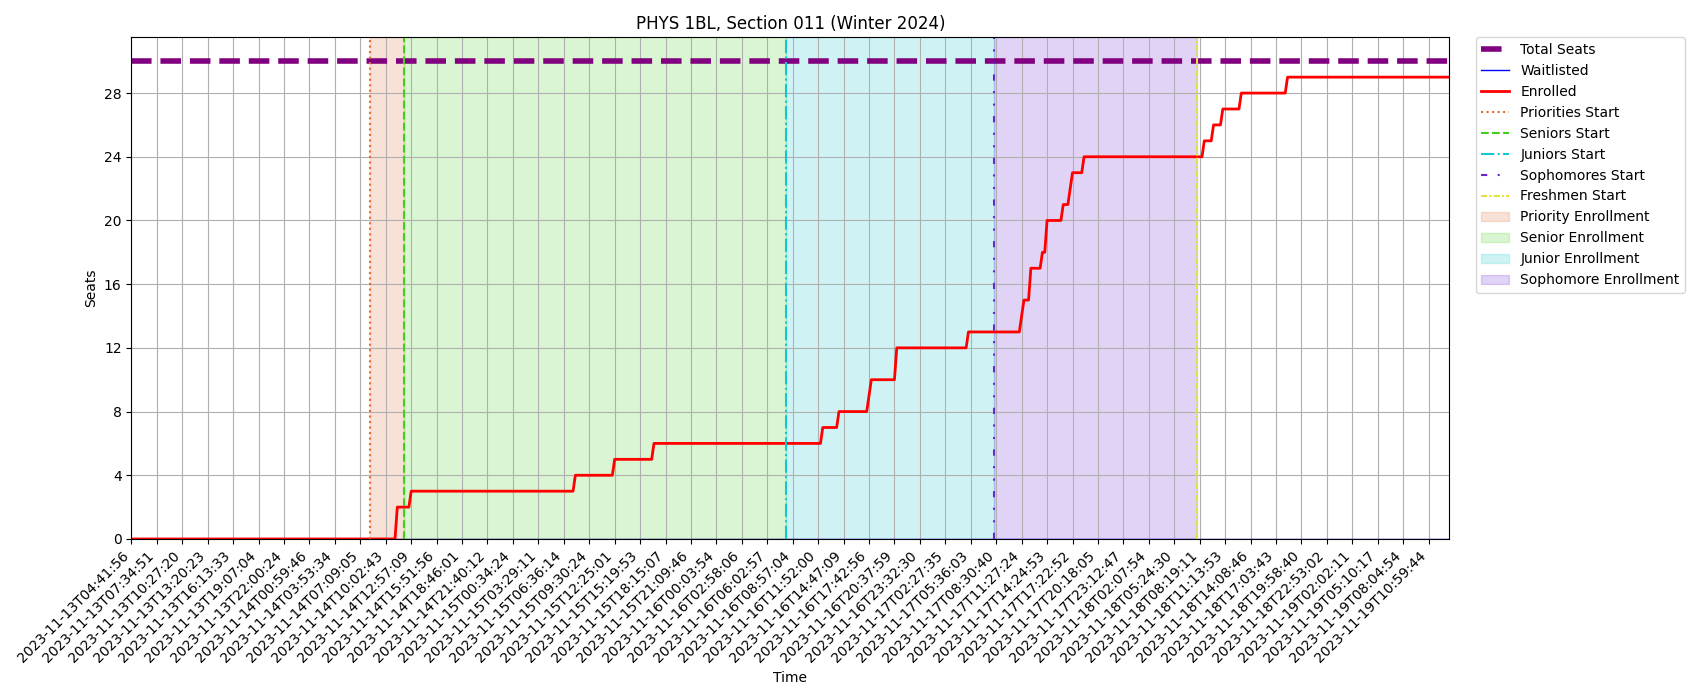 PHYS 1BL, Section 011 (Winter 2024)
Total Seats
Waitlisted
Enrolled
Priorities Start
Seniors Start
Juniors Start
Sophomores Start
Freshmen Start
Priority Enrollment
Senior Enrollment
Junior Enrollment
Sophomore Enrollment
Seats
28
24
20
16
12
8
4
0
2023-11-13T04:41:56
2023-11-13T07:34:51
2023-11-13T10:27:20
2023-11-13T13:20:23
2023-11-13T16:13:33
2023-11-13T19:07:04
2023-11-13T22:00:24
2023-11-14T00:59:46
2023-11-14T03:53:34
2023-11-14T07:09:05
2023-11-14T10:02:43
2023-11-14T12:57:09
2023-11-14T15:51:56
2023-11-14T18:46:01
2023-11-14T21:40:12
2023-11-15T00:34:24
2023-11-15T03:29:11
2023-11-15T06:36:14
2023-11-15T09:30:24
2023-11-15T12:25:01
2023-11-15T15:19:53
2023-11-15T18:15:07
2023-11-15T21:09:46
2023-11-16T00:03:54
2023-11-16T02:58:06
2023-11-16T06:02:57
2023-11-16T08:57:04
2023-11-16T11:52:00
2023-11-16T14:47:09
2023-11-16T17:42:56
2023-11-16T20:37:59
2023-11-16T23:32:30
2023-11-17T02:27:35
2023-11-17T05:36:03
2023-11-17T08:30:40
2023-11-17T11:27:24
2023-11-17T14:24:53
2023-11-17T17:22:52
2023-11-17T20:18:05
2023-11-17T23:12:47
2023-11-18T02:07:54
2023-11-18T05:24:30
2023-11-18T08:19:11
2023-11-18T11:13:53
2023-11-18T14:08:46
2023-11-18T17:03:43
2023-11-18T19:58:40
2023-11-18T22:53:02
2023-11-19T02:02:11
2023-11-19T05:10:17
2023-11-19T08:04:54
2023-11-19T10:59:44
Time